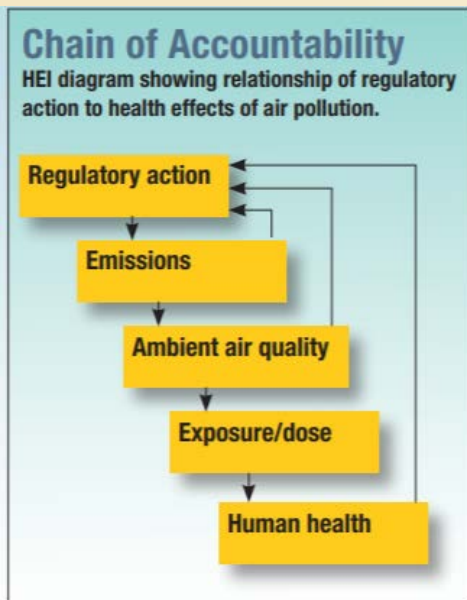 Chain of Accountability
HEI diagram showing relationship of regulatory
action to health effects of air pollution.
Regulatory action
Emissions
Ambient air quality
Exposure/dose
Human health